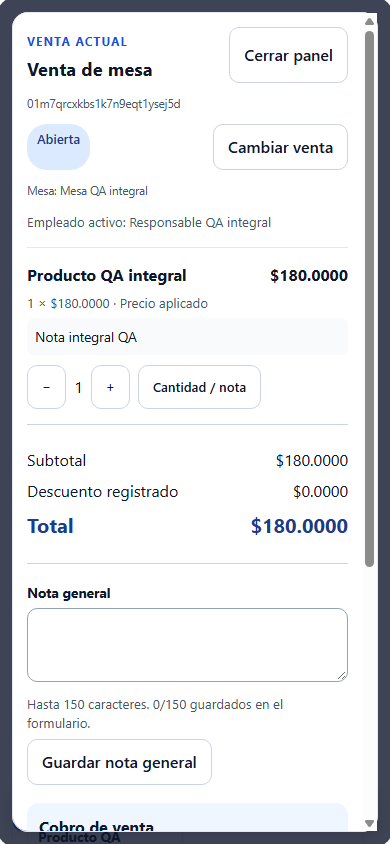 VENTA ACTUAL
Venta de mesa
Cerrar panel
01m7qrcxkbs1k7n9eqt1ysej5d
Abierta
Cambiar venta
Mesa: Mesa QA integral
Empleado activo: Responsable QA integral
Producto QA integral $180.0000
1 × $180.0000 · Precio aplicado
Nota integral QA
− 1 + Cantidad / nota
Subtotal $180.0000
Descuento registrado $0.0000
Total $180.0000
Nota general
Hasta 150 caracteres. 0/150 guardados en el
formulario.
Guardar nota general
Cobro de venta
Producto QA